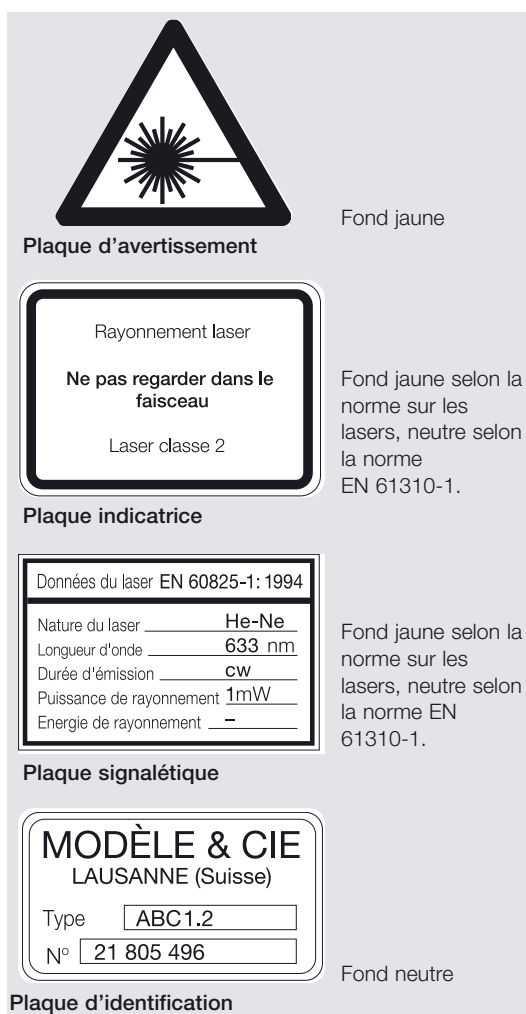 Fond jaune
Plaque d'avertissement
Rayonnement laser
Ne pas regarder dans le
faisceau
Laser classe 2
Fond jaune selon la
norme sur les
lasers, neutre selon
la norme
EN 61310-1.
Plaque indicatrice
Données du laser EN 60825-1: 1994
Nature du laser He-Ne
Longueur d'onde 633 nm
Durée d'émission cw
Puissance de rayonnement 1mW
Energie de rayonnement –
Fond jaune selon la
norme sur les
lasers, neutre selon
la norme EN
61310-1.
Plaque signalétique
MODÈLE & CIE
LAUSANNE (Suisse)
Type ABC1.2
N° 21 805 496
Fond neutre
Plaque d'identification